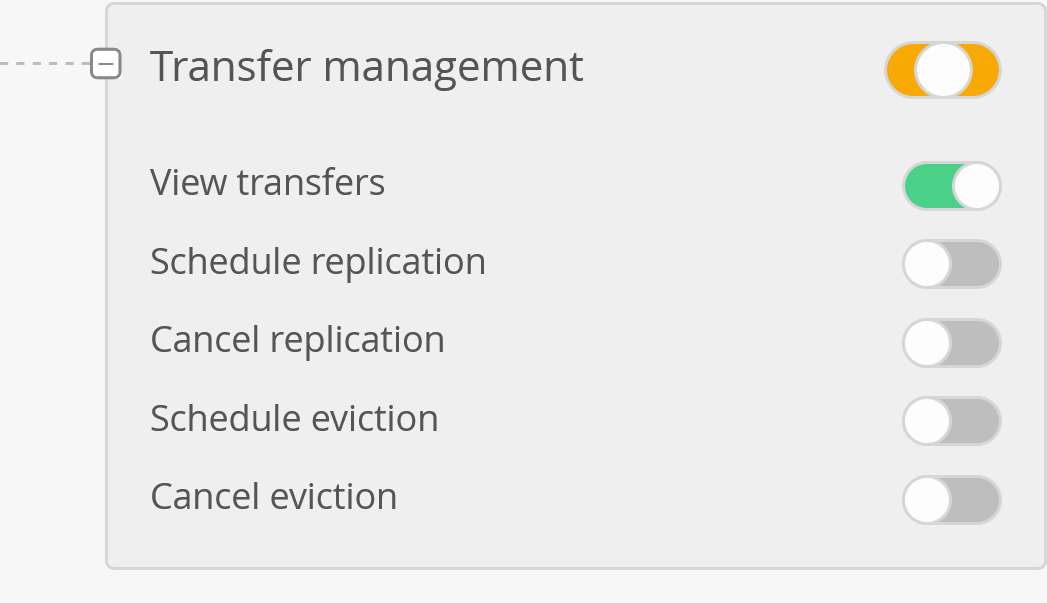 Transfer management
View transfers
Schedule replication
Cancel replication
Schedule eviction
Cancel eviction